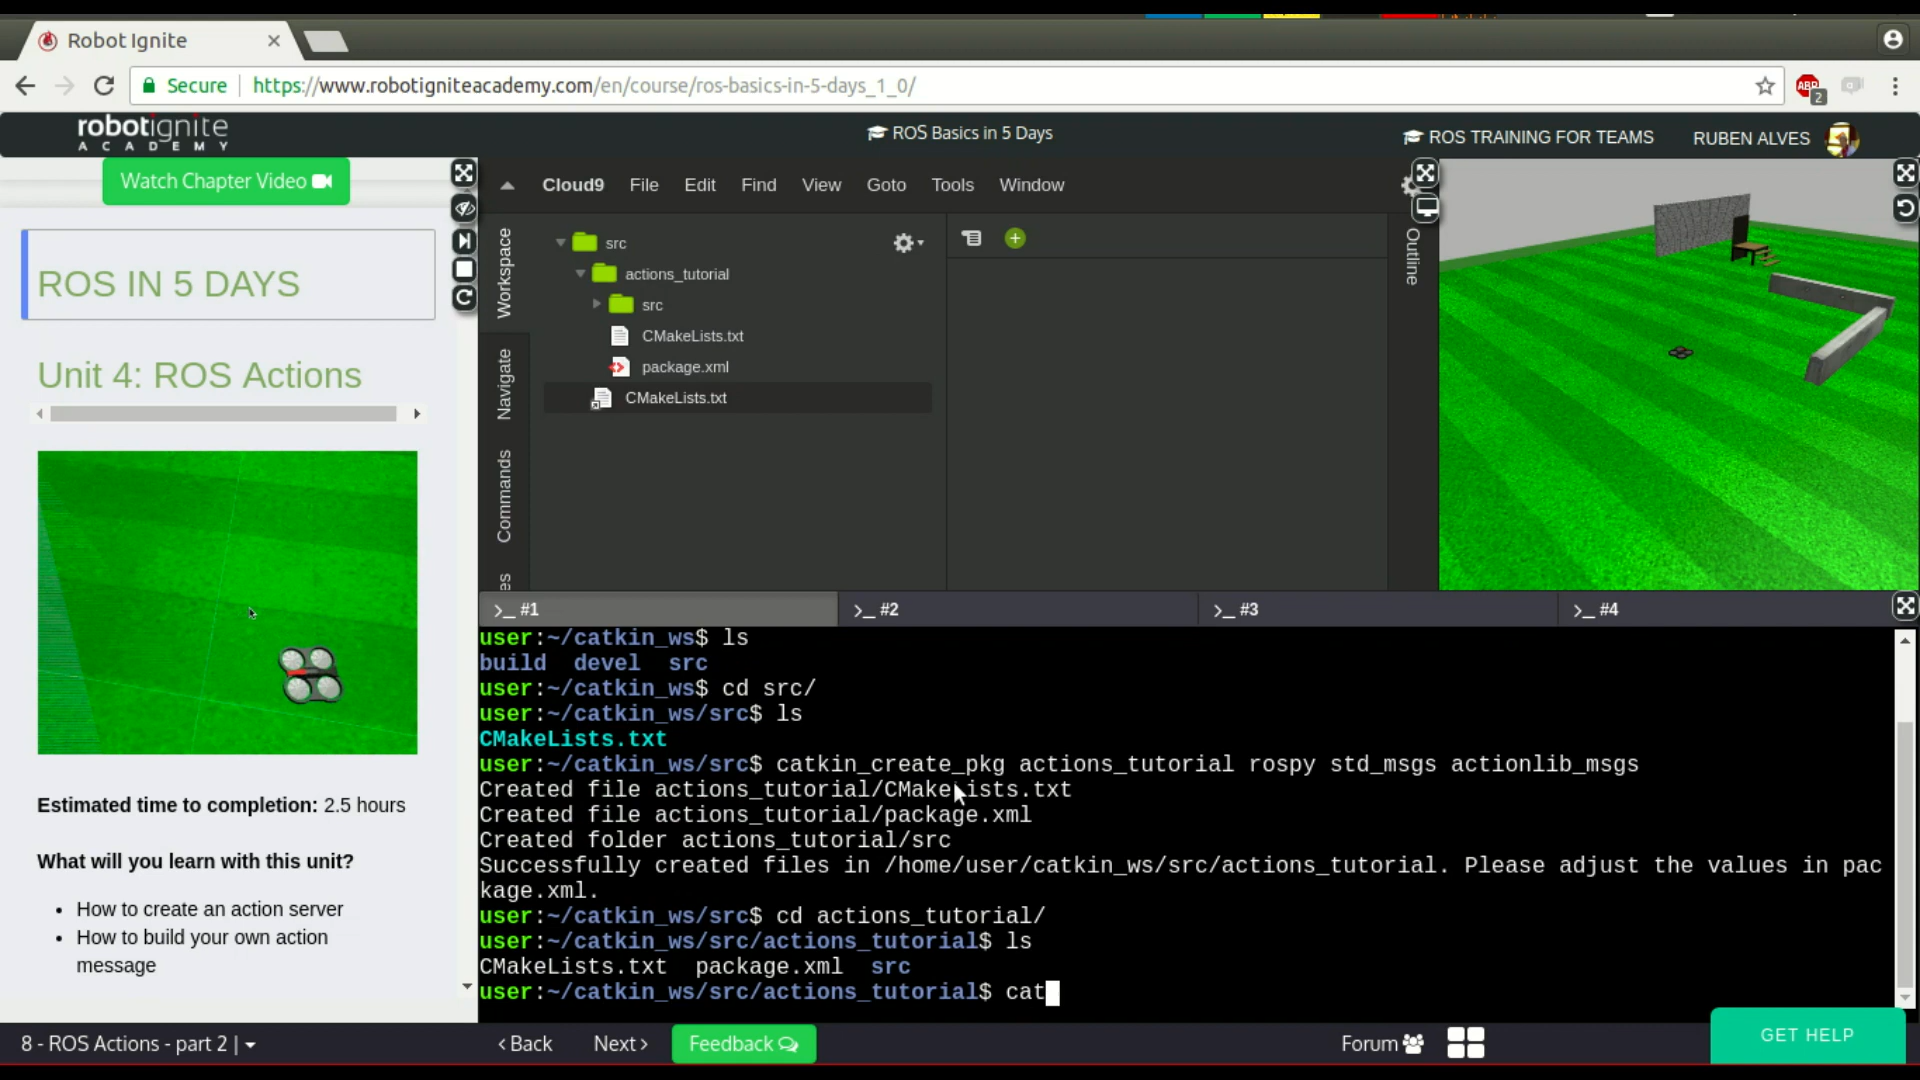 Robot Ignite
Secure
https://www.robotigniteacademy.com/en/course/ros-basics-in-5-days_1_0/
ABP
2
robotignite
ACADEMY
ROS Basics in 5 Days
ROS TRAINING FOR TEAMS
RUBEN ALVES
Watch Chapter Video
ROS IN 5 DAYS
Unit 4: ROS Actions
Estimated time to completion: 2.5 hours
What will you learn with this unit?
• How to create an action server
• How to build your own action
message
Cloud9 File Edit Find View Goto Tools Window
Workspace
Navigate
Commands
es
src
actions_tutorial
src
CMakeLists.txt
package.xml
CMakeLists.txt
Outline
>_ #1
>_ #2
>_ #3
>_ #4
user:~/catkin_ws$ ls
build devel src
user:~/catkin_ws$ cd src/
user:~/catkin_ws/src$ ls
CMakeLists.txt
user:~/catkin_ws/src$ catkin_create_pkg actions_tutorial rospy std_msgs actionlib_msgs
Created file actions_tutorial/CMakeLists.txt
Created file actions_tutorial/package.xml
Created folder actions_tutorial/src
Successfully created files in /home/user/catkin_ws/src/actions_tutorial. Please adjust the values in pac
kage.xml.
user:~/catkin_ws/src$ cd actions_tutorial/
user:~/catkin_ws/src/actions_tutorial$ ls
CMakeLists.txt package.xml src
user:~/catkin_ws/src/actions_tutorial$ cat
8 - ROS Actions - part 2 |
< Back
Next >
Feedback
Forum
GET HELP